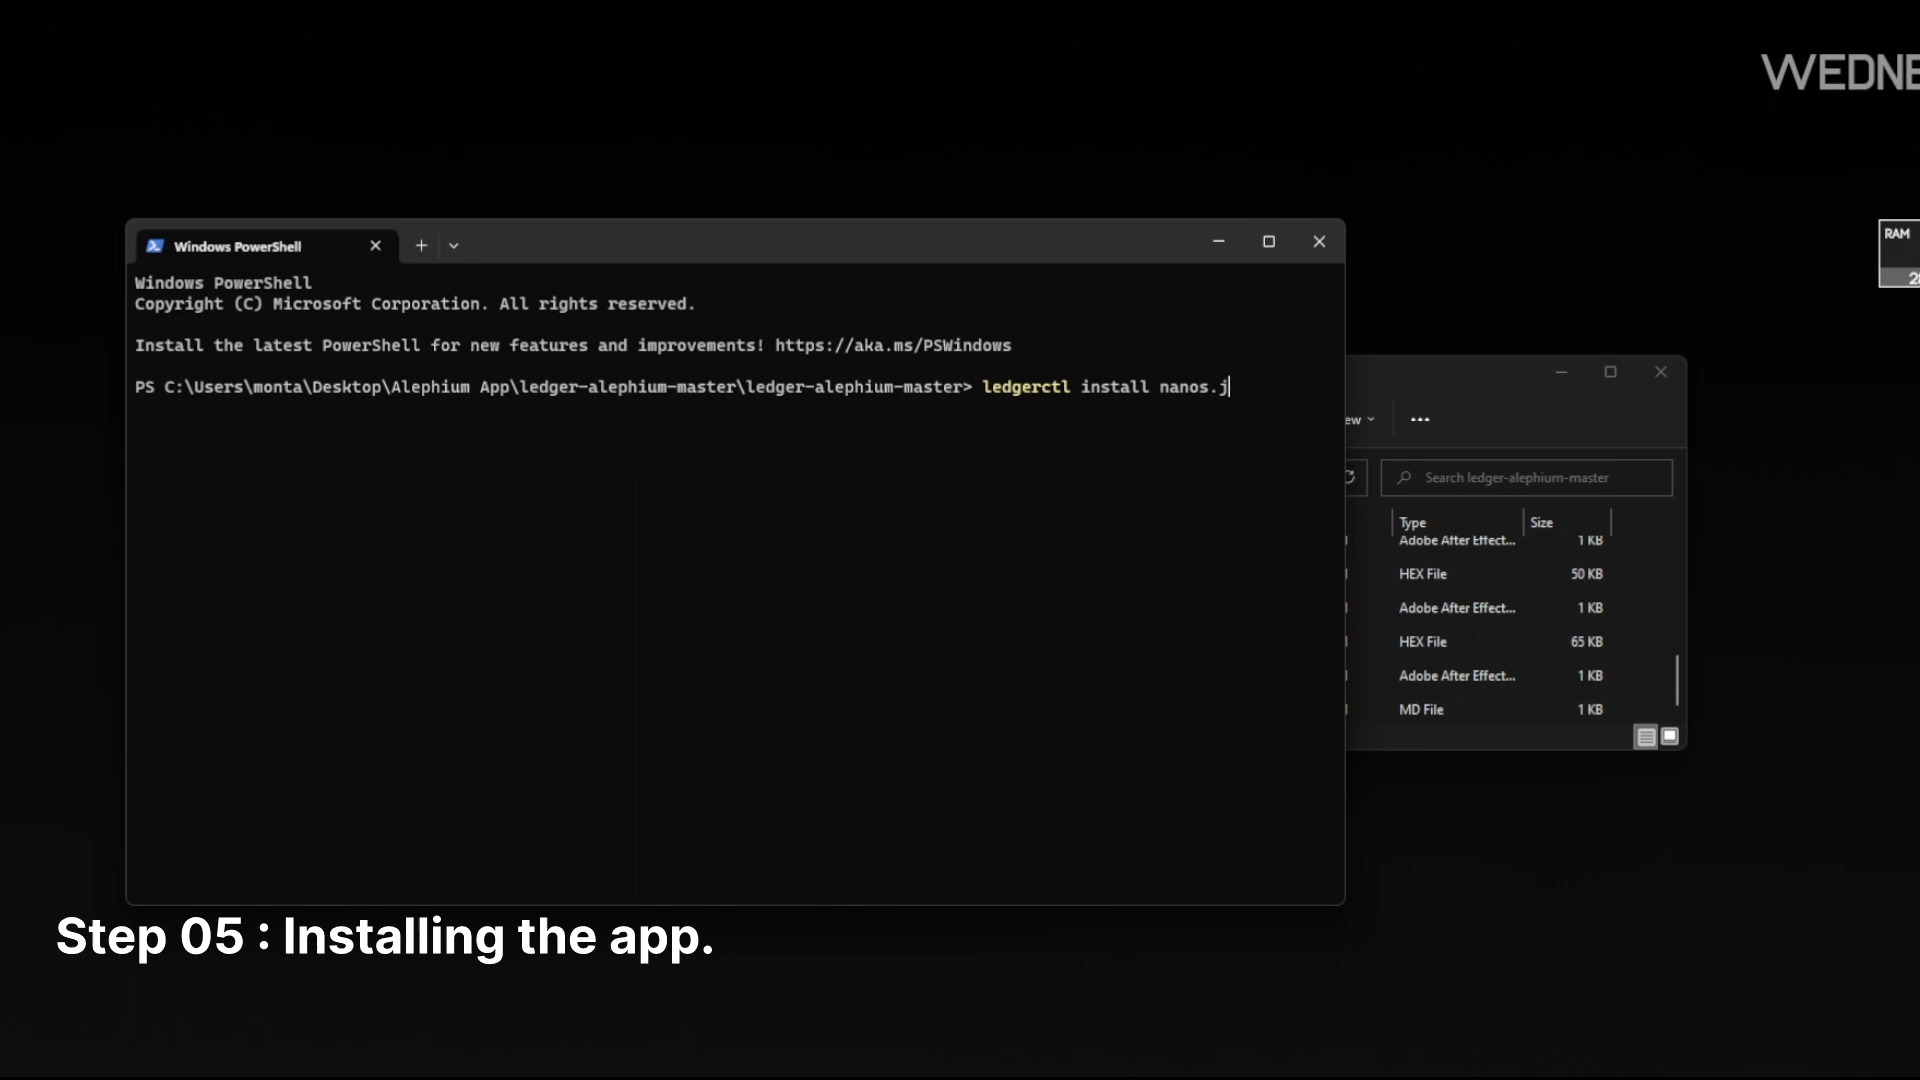 WEDNE
RAM
Windows PowerShell
Windows PowerShell
Copyright (C) Microsoft Corporation. All rights reserved.
Install the latest PowerShell for new features and improvements! https://aka.ms/PSWindows
PS C:\Users\monta\Desktop\Alephium App\ledger-alephium-master\ledger-alephium-master> ledgerctl install nanos.j
ew
Search ledger-alephium-master
Type Size
Adobe After Effect... 1 KB
HEX File 50 KB
Adobe After Effect... 1 KB
HEX File 65 KB
Adobe After Effect... 1 KB
MD File 1 KB
Step 05 : Installing the app.